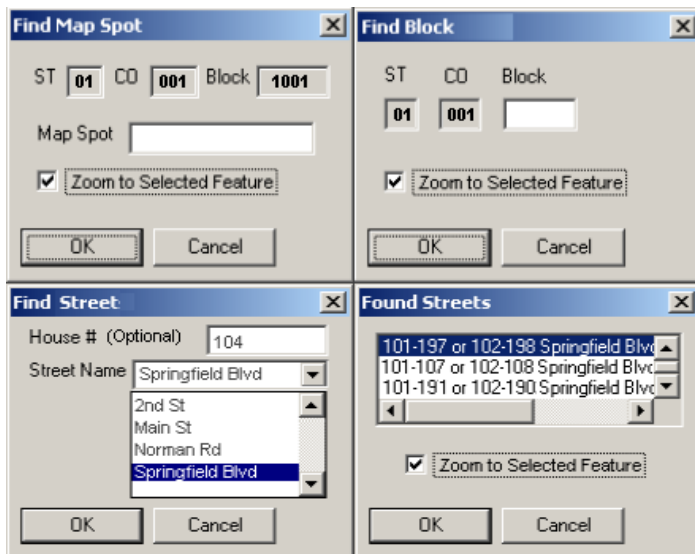 Find Map Spot
ST 01 CO 001 Block 1001
Map Spot
Zoom to Selected Feature
OK Cancel
Find Block
ST CO Block
01 001
Zoom to Selected Feature
OK Cancel
Find Street
House # (Optional) 104
Street Name Springfield Blvd
2nd St
Main St
Norman Rd
Springfield Blvd
OK Cancel
Found Streets
101-197 or 102-198 Springfield Blvd
101-107 or 102-108 Springfield Blvd
101-191 or 102-190 Springfield Blvd
Zoom to Selected Feature
OK Cancel